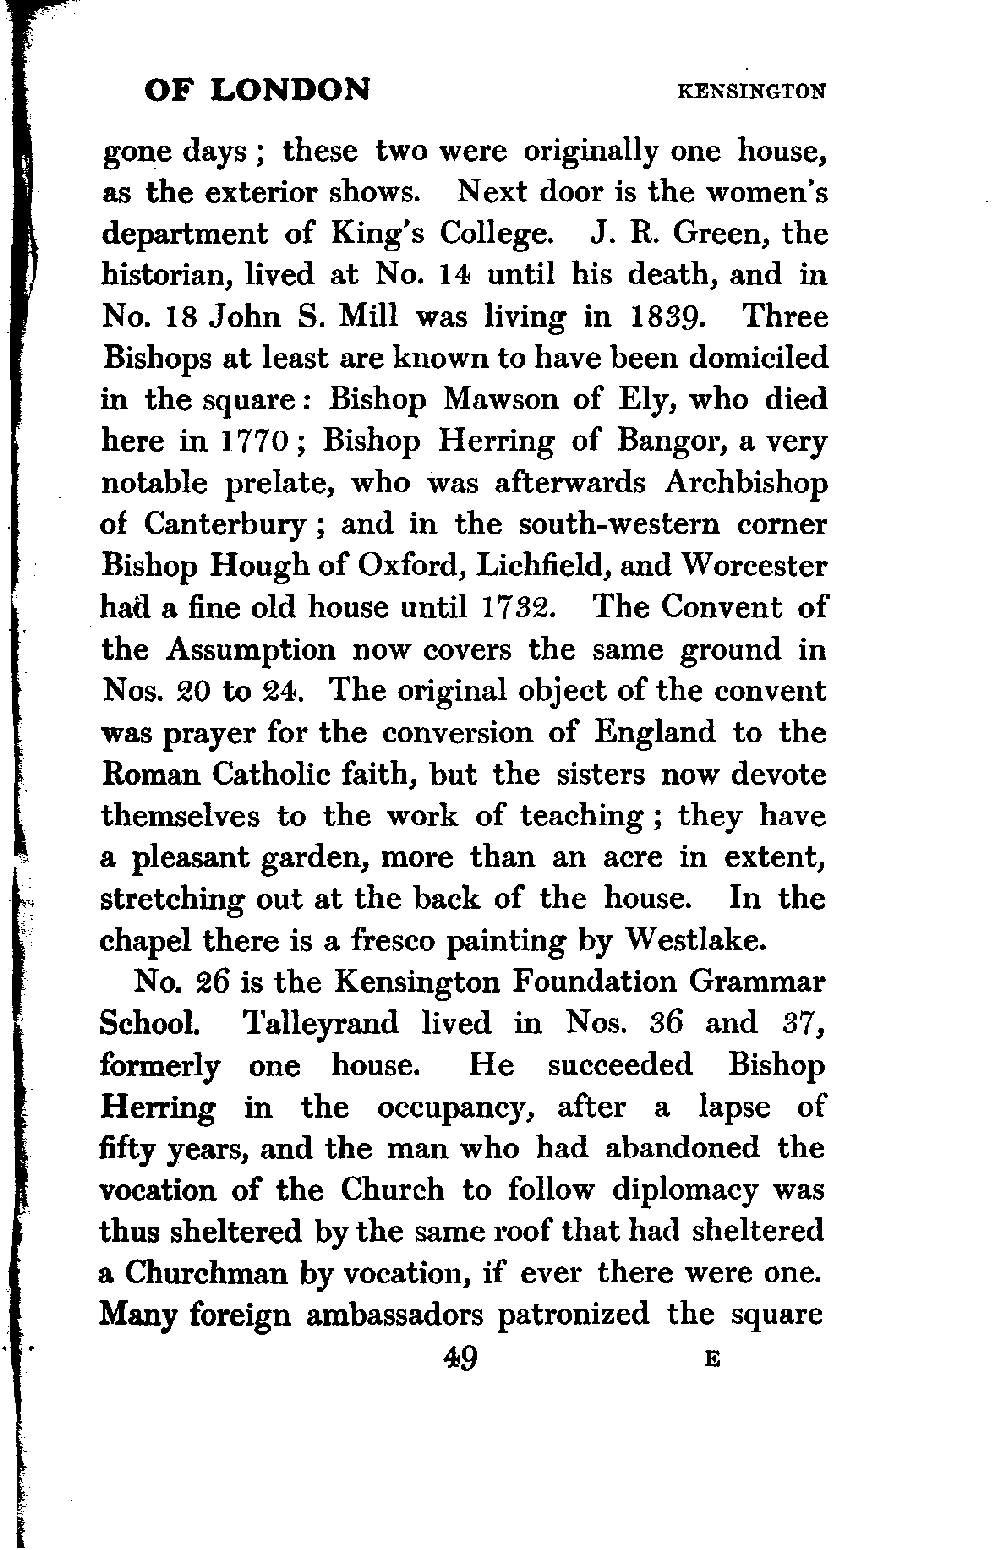 OF LONDON KENSINGTON
gone days ; these two were originally one house,
as the exterior shows. Next door is the women's
department of King's College. J. R. Green, the
historian, lived at No. 14 until his death, and in
No. 18 John S. Mill was living in 1839. Three
Bishops at least are known to have been domiciled
in the square : Bishop Mawson of Ely, who died
here in 1770 ; Bishop Herring of Bangor, a very
notable prelate, who was afterwards Archbishop
of Canterbury ; and in the south-western corner
Bishop Hough of Oxford, Lichfield, and Worcester
had a fine old house until 1732. The Convent of
the Assumption now covers the same ground in
Nos. 20 to 24. The original object of the convent
was prayer for the conversion of England to the
Roman Catholic faith, but the sisters now devote
themselves to the work of teaching ; they have
a pleasant garden, more than an acre in extent,
stretching out at the back of the house. In the
chapel there is a fresco painting by Westlake.
No. 26 is the Kensington Foundation Grammar
School. Talleyrand lived in Nos. 36 and 37,
formerly one house. He succeeded Bishop
Herring in the occupancy, after a lapse of
fifty years, and the man who had abandoned the
vocation of the Church to follow diplomacy was
thus sheltered by the same roof that had sheltered
a Churchman by vocation, if ever there were one.
Many foreign ambassadors patronized the square
49 E